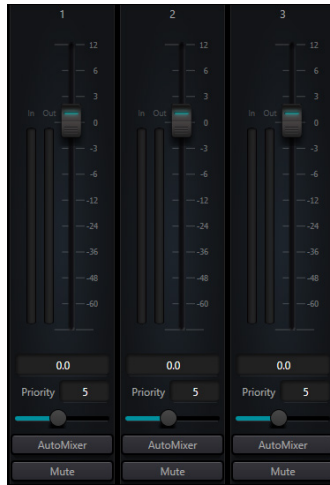 1 2 3
12 12 12
6 6 6
3 3 3
In Out 0 In Out 0 In Out 0
-3 -3 -3
-6 -6 -6
-12 -12 -12
-24 -24 -24
-36 -36 -36
-48 -48 -48
-60 -60 -60
0.0 0.0 0.0
Priority 5 Priority 5 Priority 5
AutoMixer AutoMixer AutoMixer
Mute Mute Mute